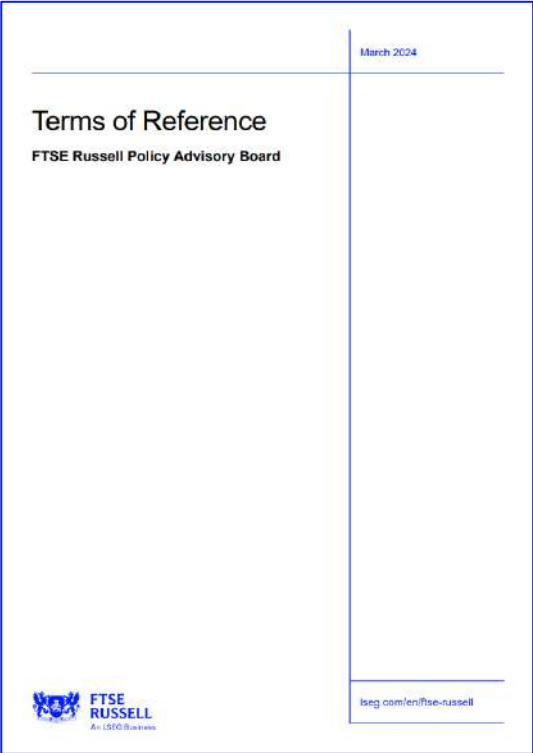 March 2024
Terms of Reference
FTSE Russell Policy Advisory Board
FTSE
RUSSELL
An LSEG Business
lseg.com/en/ftse-russell